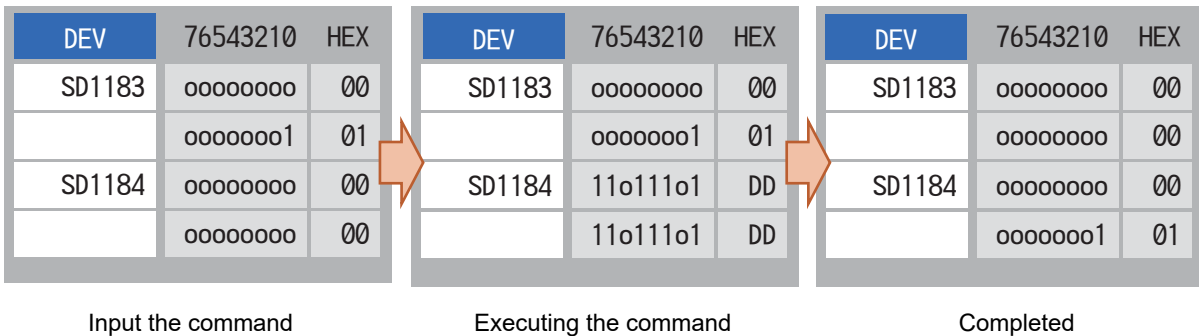 DEV 76543210 HEX DEV 76543210 HEX DEV 76543210 HEX
SD1183 oooooooo 00 SD1183 oooooooo 00 SD1183 oooooooo 00
ooooooo1 01 ooooooo1 01 oooooooo 00
SD1184 oooooooo 00 SD1184 11o111o1 DD SD1184 oooooooo 00
oooooooo 00 11o111o1 DD ooooooo1 01
Input the command Executing the command Completed